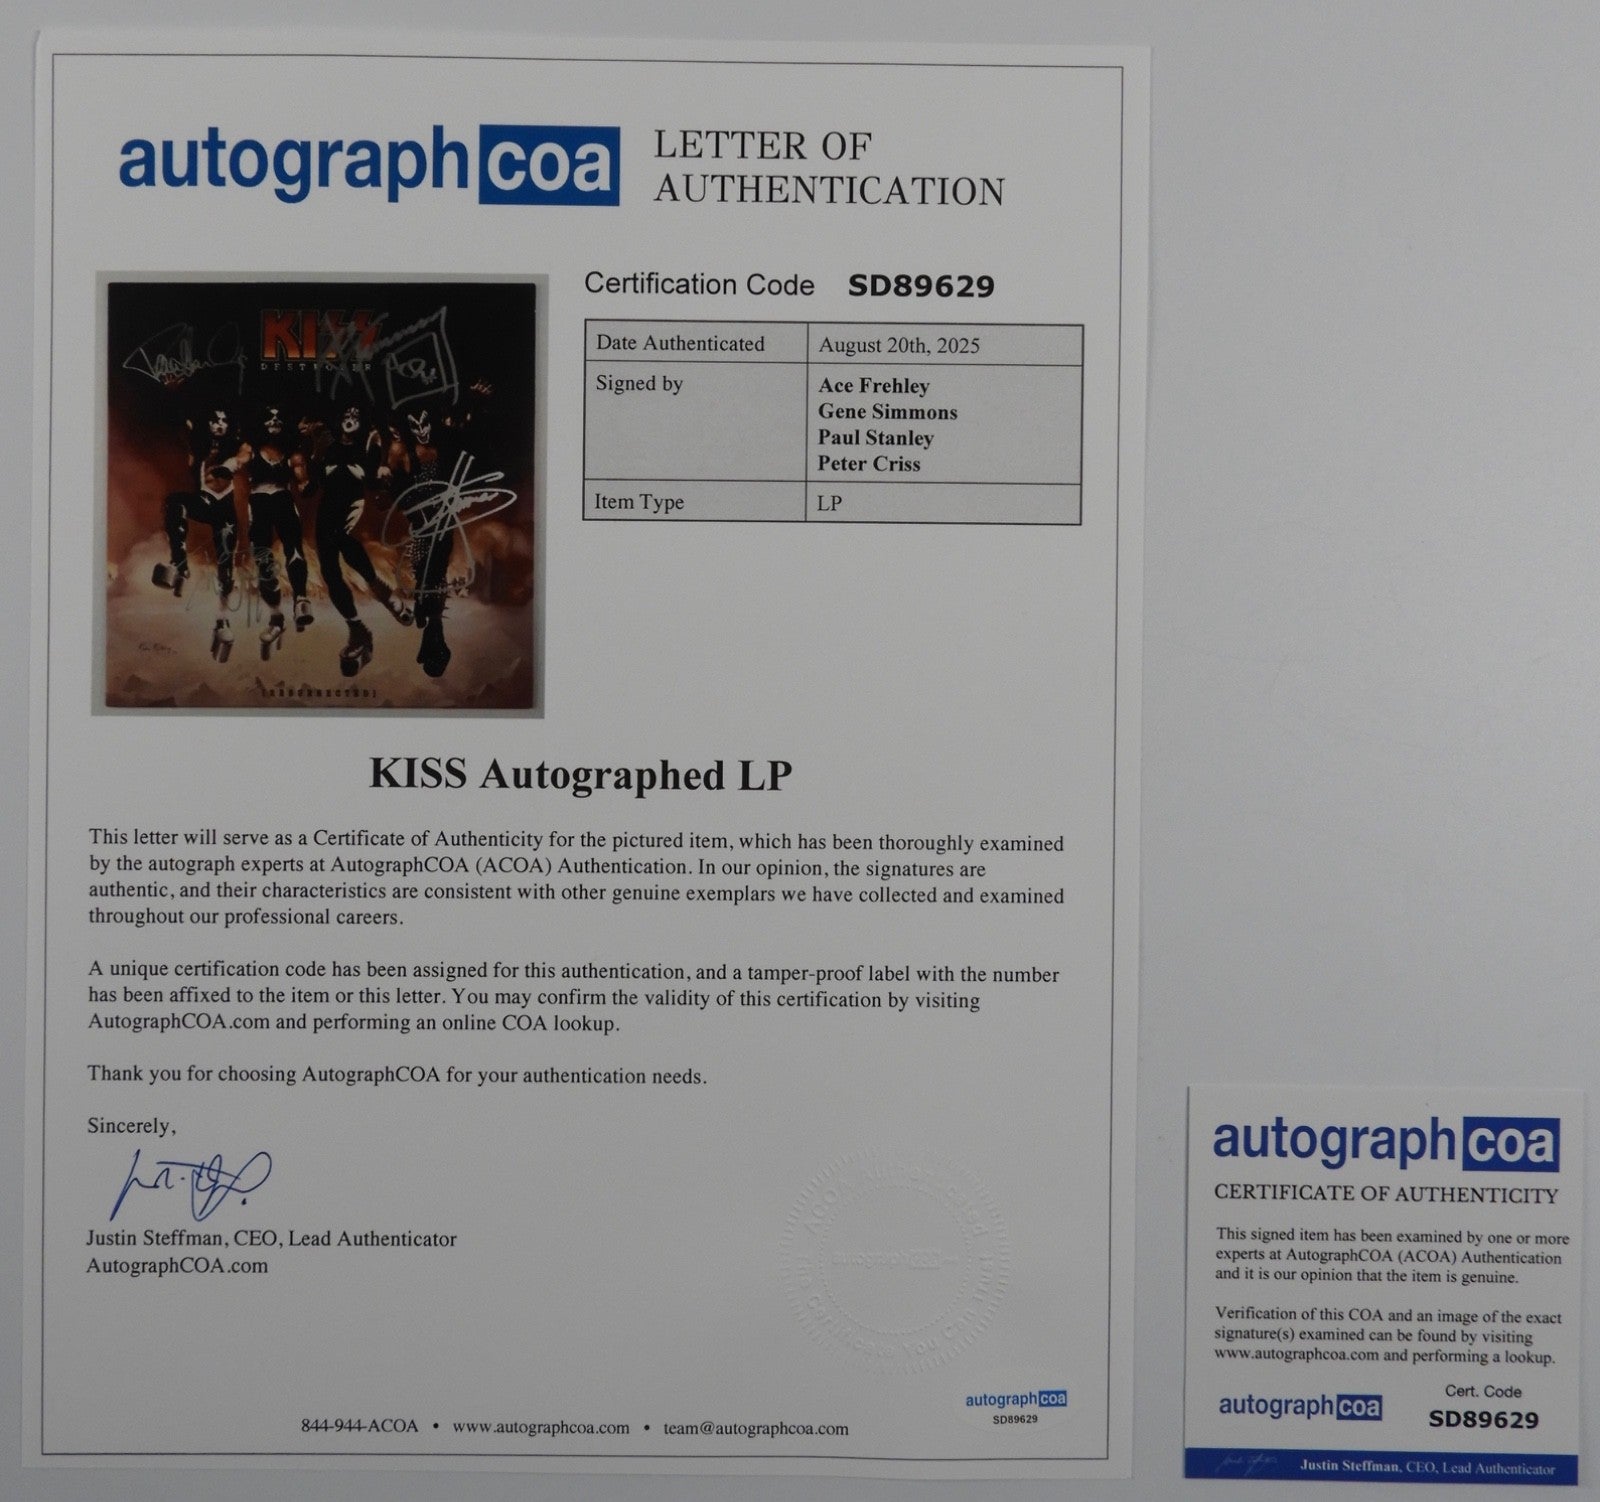 autographcoa
LETTER OF
AUTHENTICATION
KISS
DESTROYER
[RESURRECTED]
Certification Code SD89629
Date Authenticated August 20th, 2025
Signed by Ace Frehley
Gene Simmons
Paul Stanley
Peter Criss
Item Type LP
KISS Autographed LP
This letter will serve as a Certificate of Authenticity for the pictured item, which has been thoroughly examined
by the autograph experts at AutographCOA (ACOA) Authentication. In our opinion, the signatures are
authentic, and their characteristics are consistent with other genuine exemplars we have collected and examined
throughout our professional careers.
A unique certification code has been assigned for this authentication, and a tamper-proof label with the number
has been affixed to the item or this letter. You may confirm the validity of this certification by visiting
AutographCOA.com and performing an online COA lookup.
Thank you for choosing AutographCOA for your authentication needs.
Sincerely,
Justin Steffman, CEO, Lead Authenticator
AutographCOA.com
autographcoa
SD89629
844-944-ACOA • www.autographcoa.com • team@autographcoa.com
autographcoa
CERTIFICATE OF AUTHENTICITY
This signed item has been examined by one or more
experts at AutographCOA (ACOA) Authentication
and it is our opinion that the item is genuine.
Verification of this COA and an image of the exact
signature(s) examined can be found by visiting
www.autographcoa.com and performing a lookup.
autographcoa
Cert. Code
SD89629
Justin Steffman, CEO, Lead Authenticator